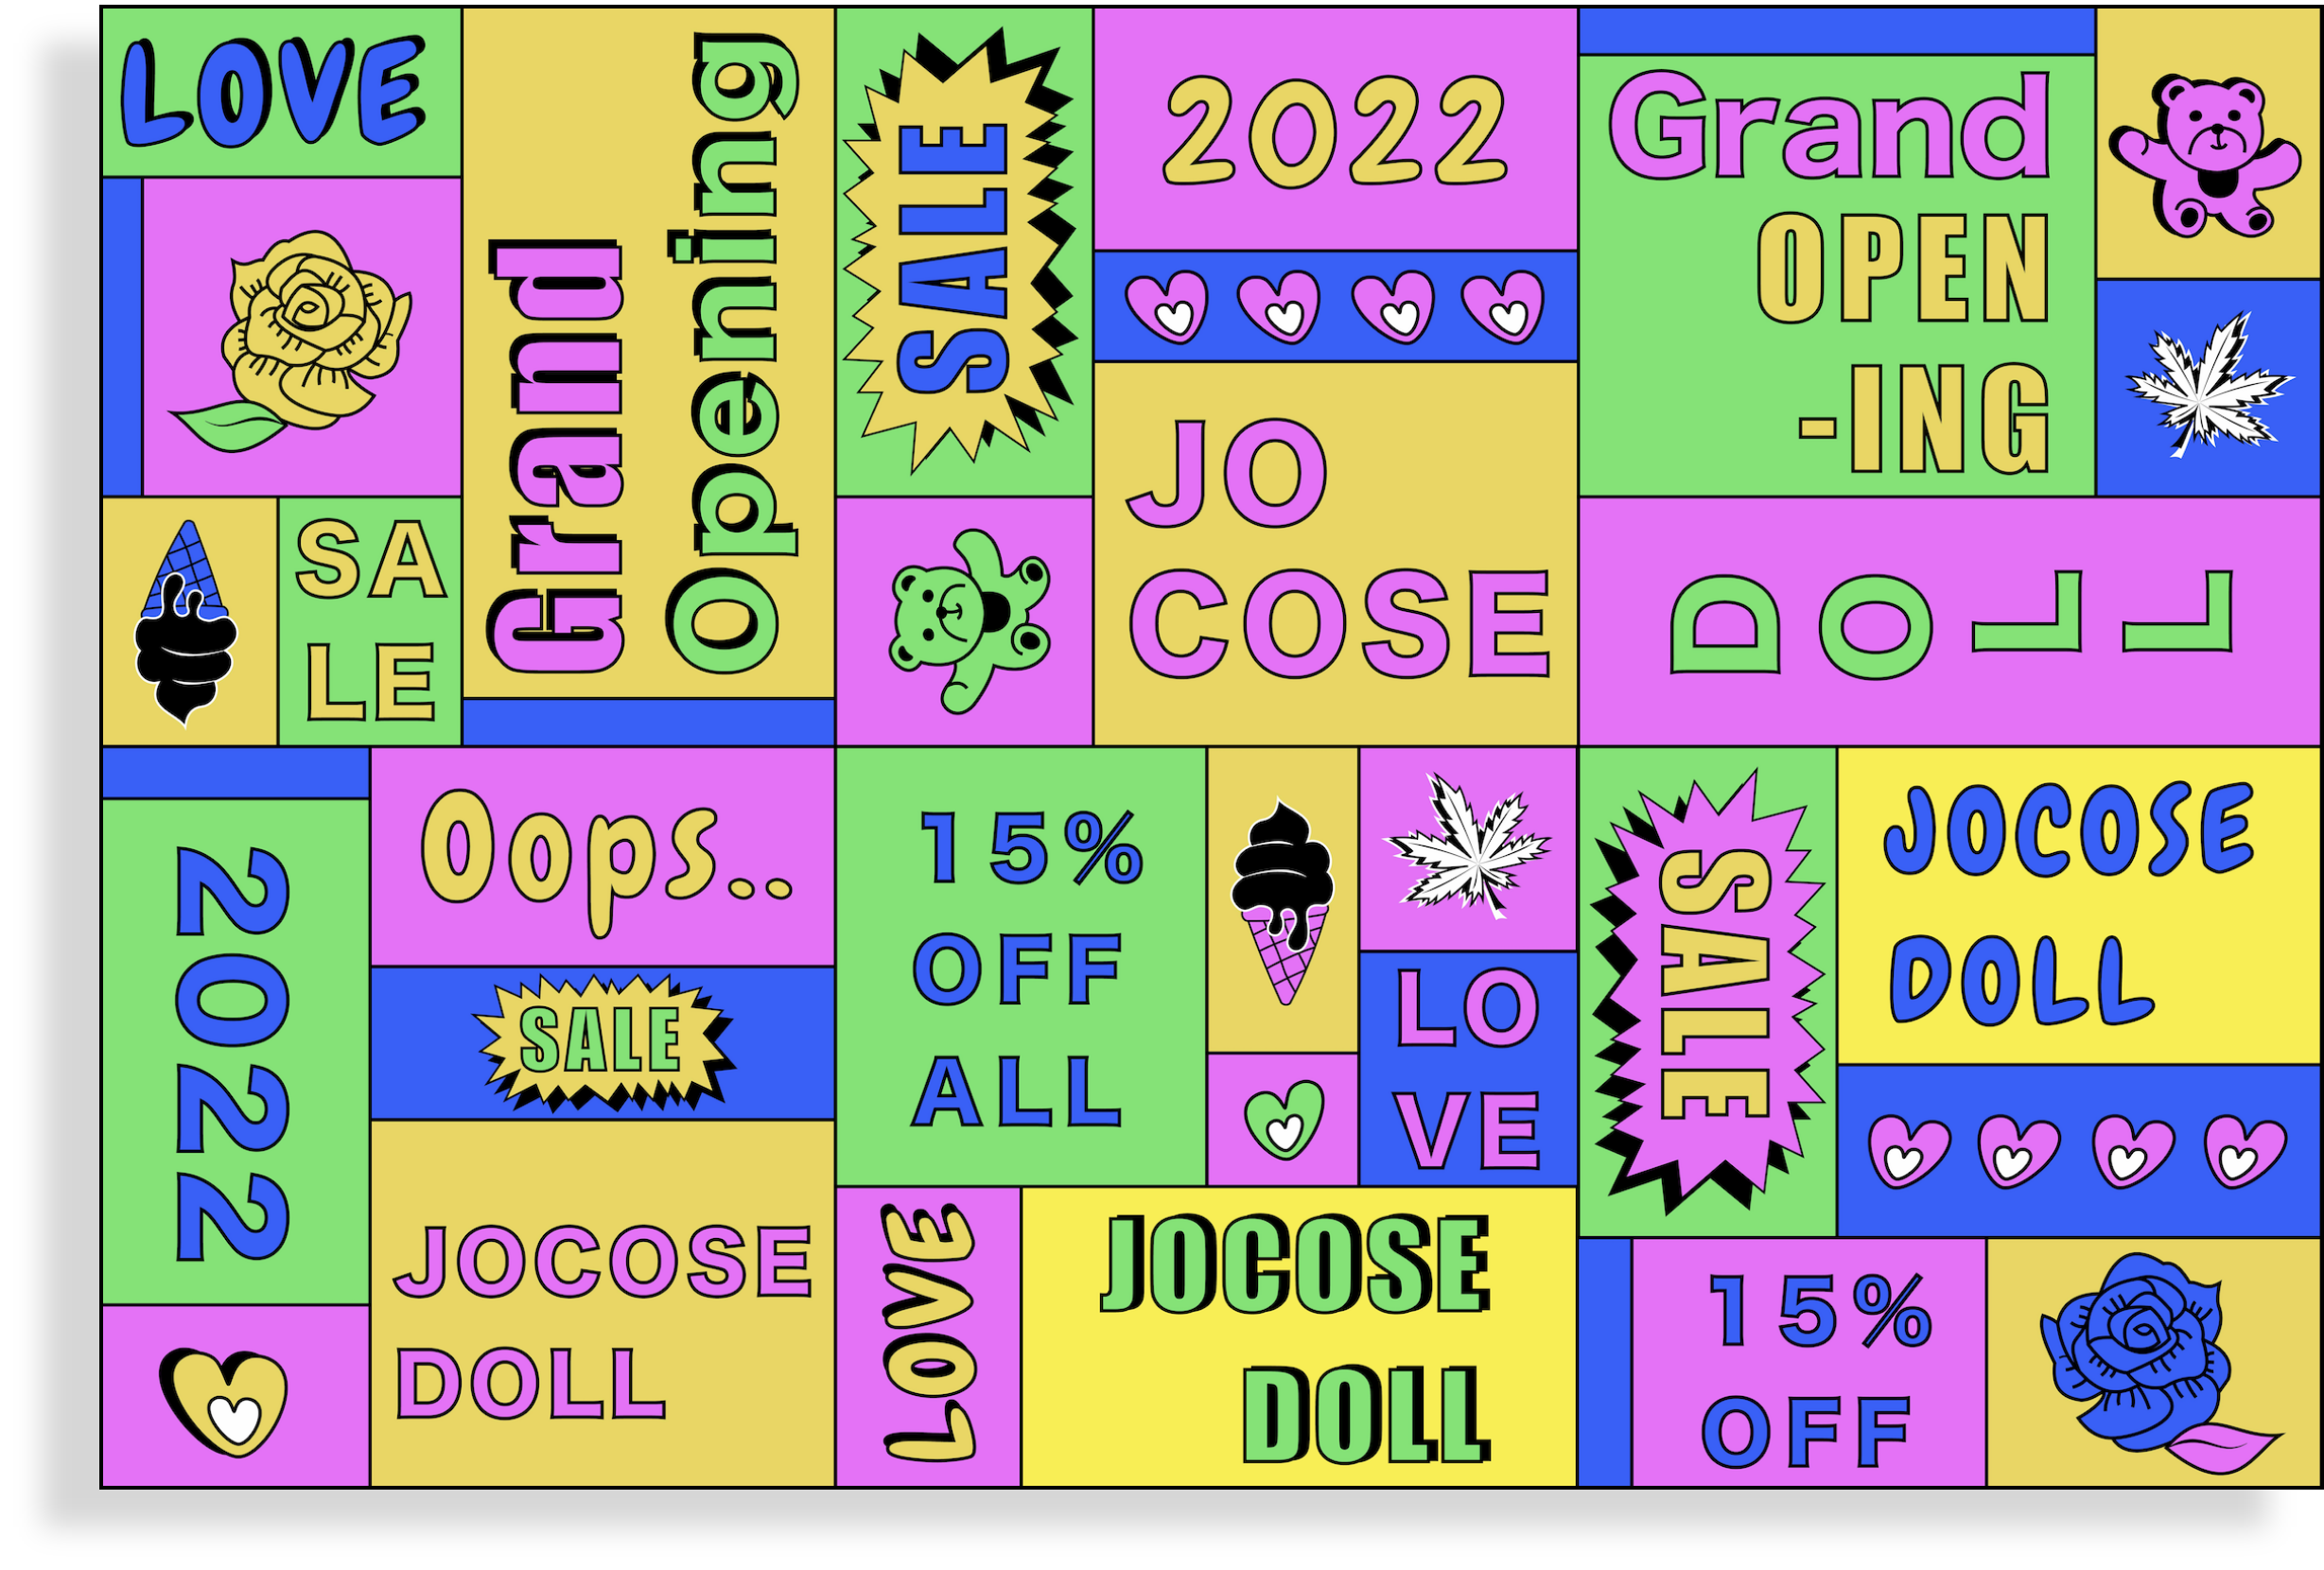 LOVE
Grand
Opening
SALE
2022
Grand
OPEN
-ING
SA
LE
JO
COSE
DOLL
2022
Oops..
SALE
JOCOSE
DOLL
15%
OFF
ALL
LO
VE
SALE
JOCOSE
DOLL
LOVE
JOCOSE
DOLL
15%
OFF